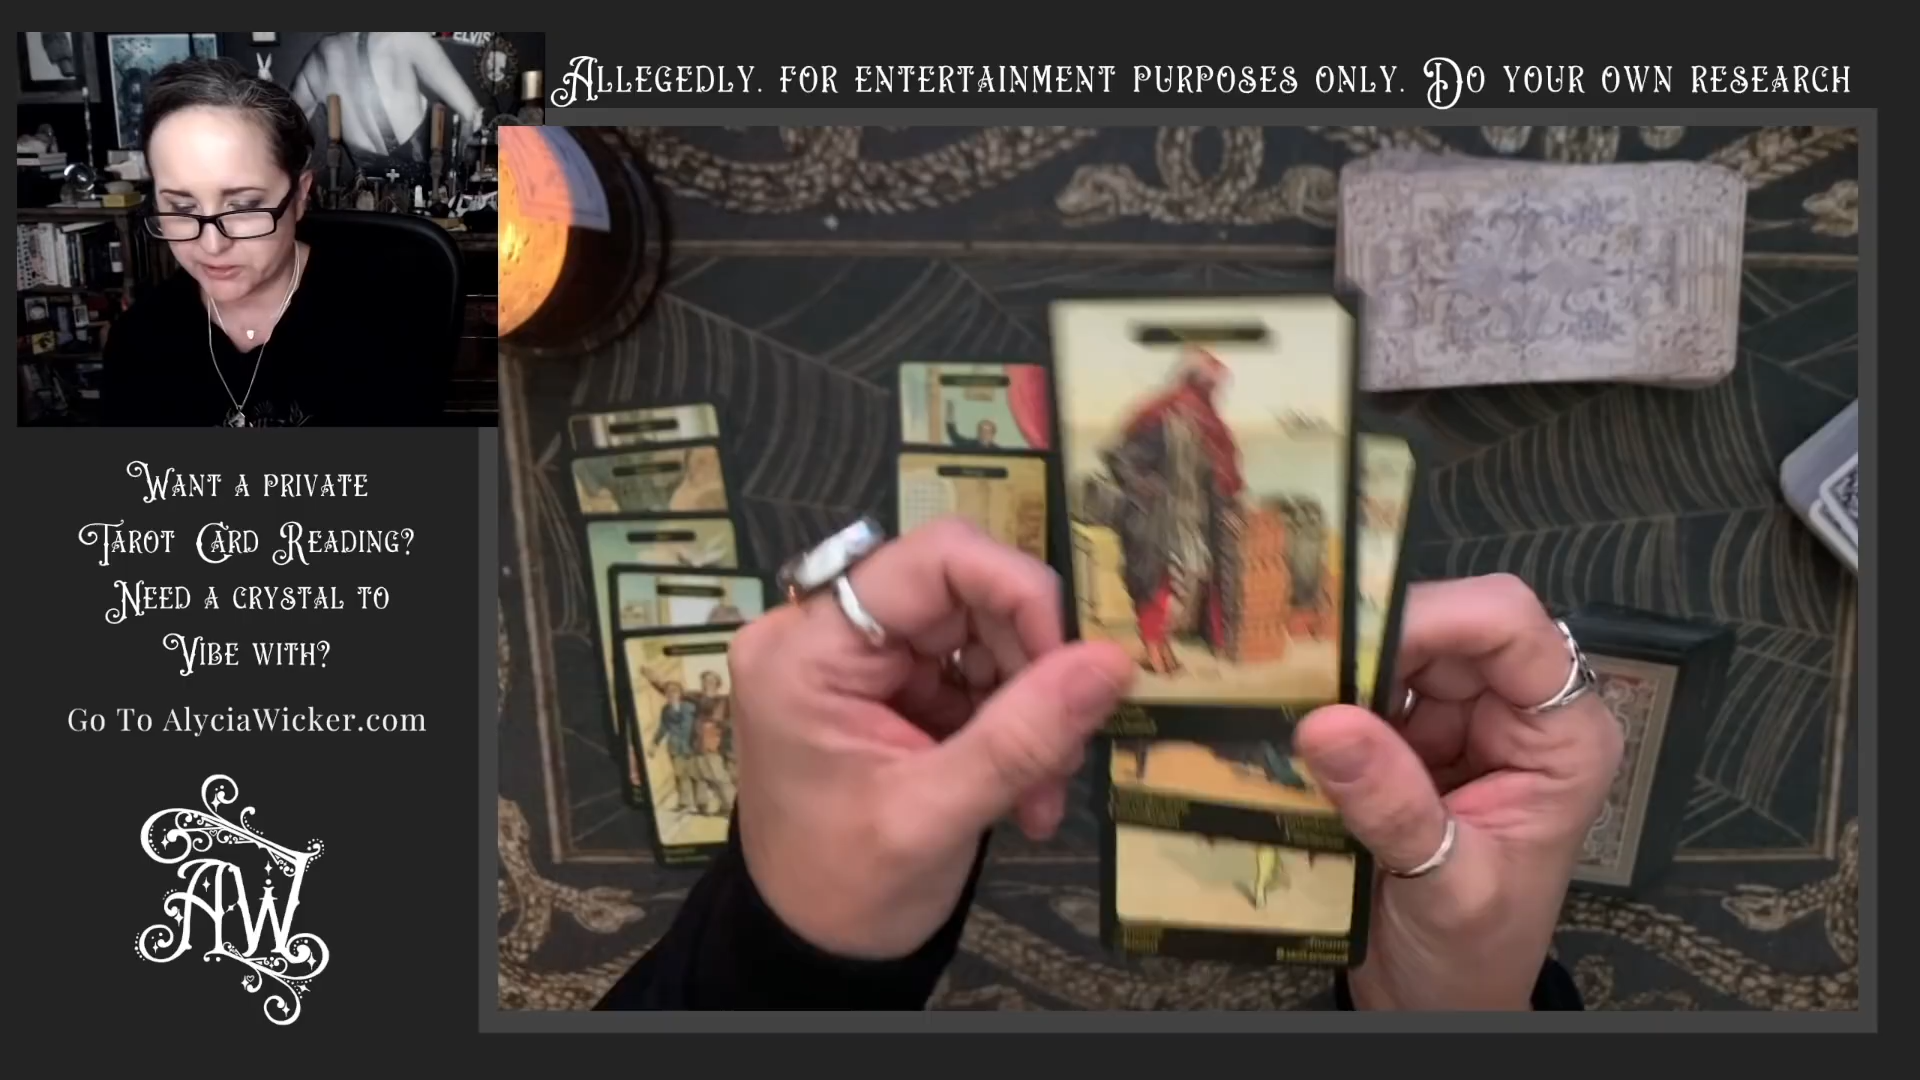 ELVIS
Allegedly. for entertainment purposes only. Do your own research
Want a private
Tarot Card Reading?
Need a crystal to
Vibe with?
Go To AlyciaWicker.com
AW